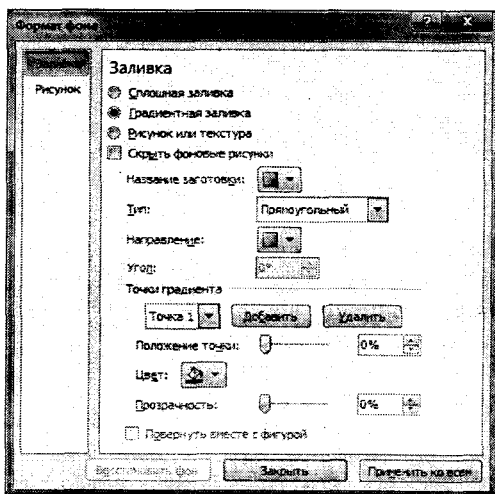 Формат фона
Заливка
Рисунок
Заливка
Сплошная заливка
Градиентная заливка
Рисунок или текстура
Скрыть фоновые рисунки
Название заготовки:
Тип: Прямоугольный
Направление:
Угол: 0°
Точки градиента
Точка 1 Добавить Удалить
Положение точки: 0%
Цвет:
Прозрачность: 0%
Повернуть вместе с фигурой
Восстановить фон Закрыть Применить ко всем